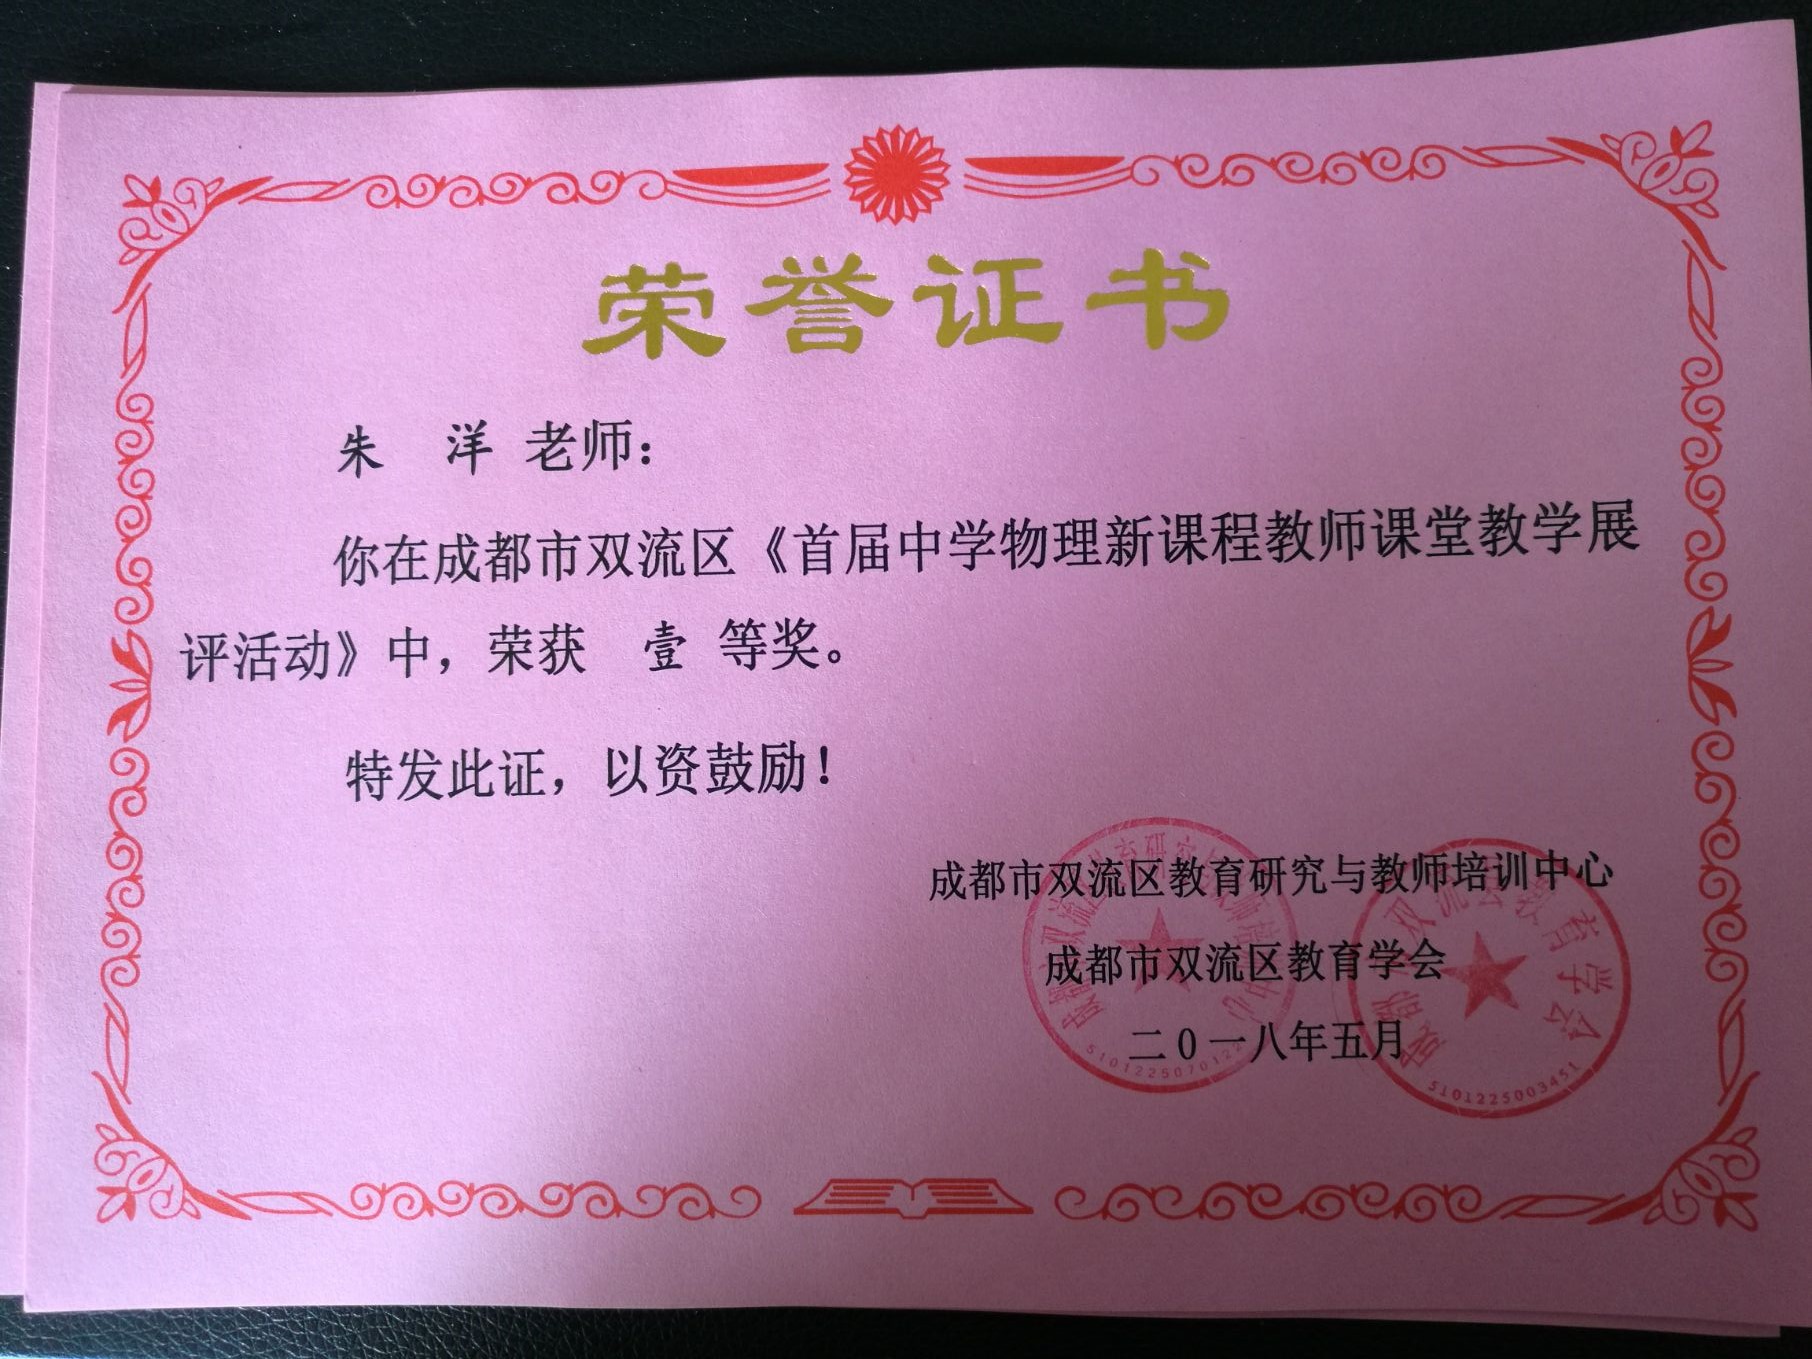 荣誉证书
朱 洋 老师：
你在成都市双流区《首届中学物理新课程教师课堂教学展
评活动》中，荣获 壹 等奖。
特发此证，以资鼓励！
成都市双流区教育研究与教师培训中心
成都市双流区教育学会
二0一八年五月
5101225003451